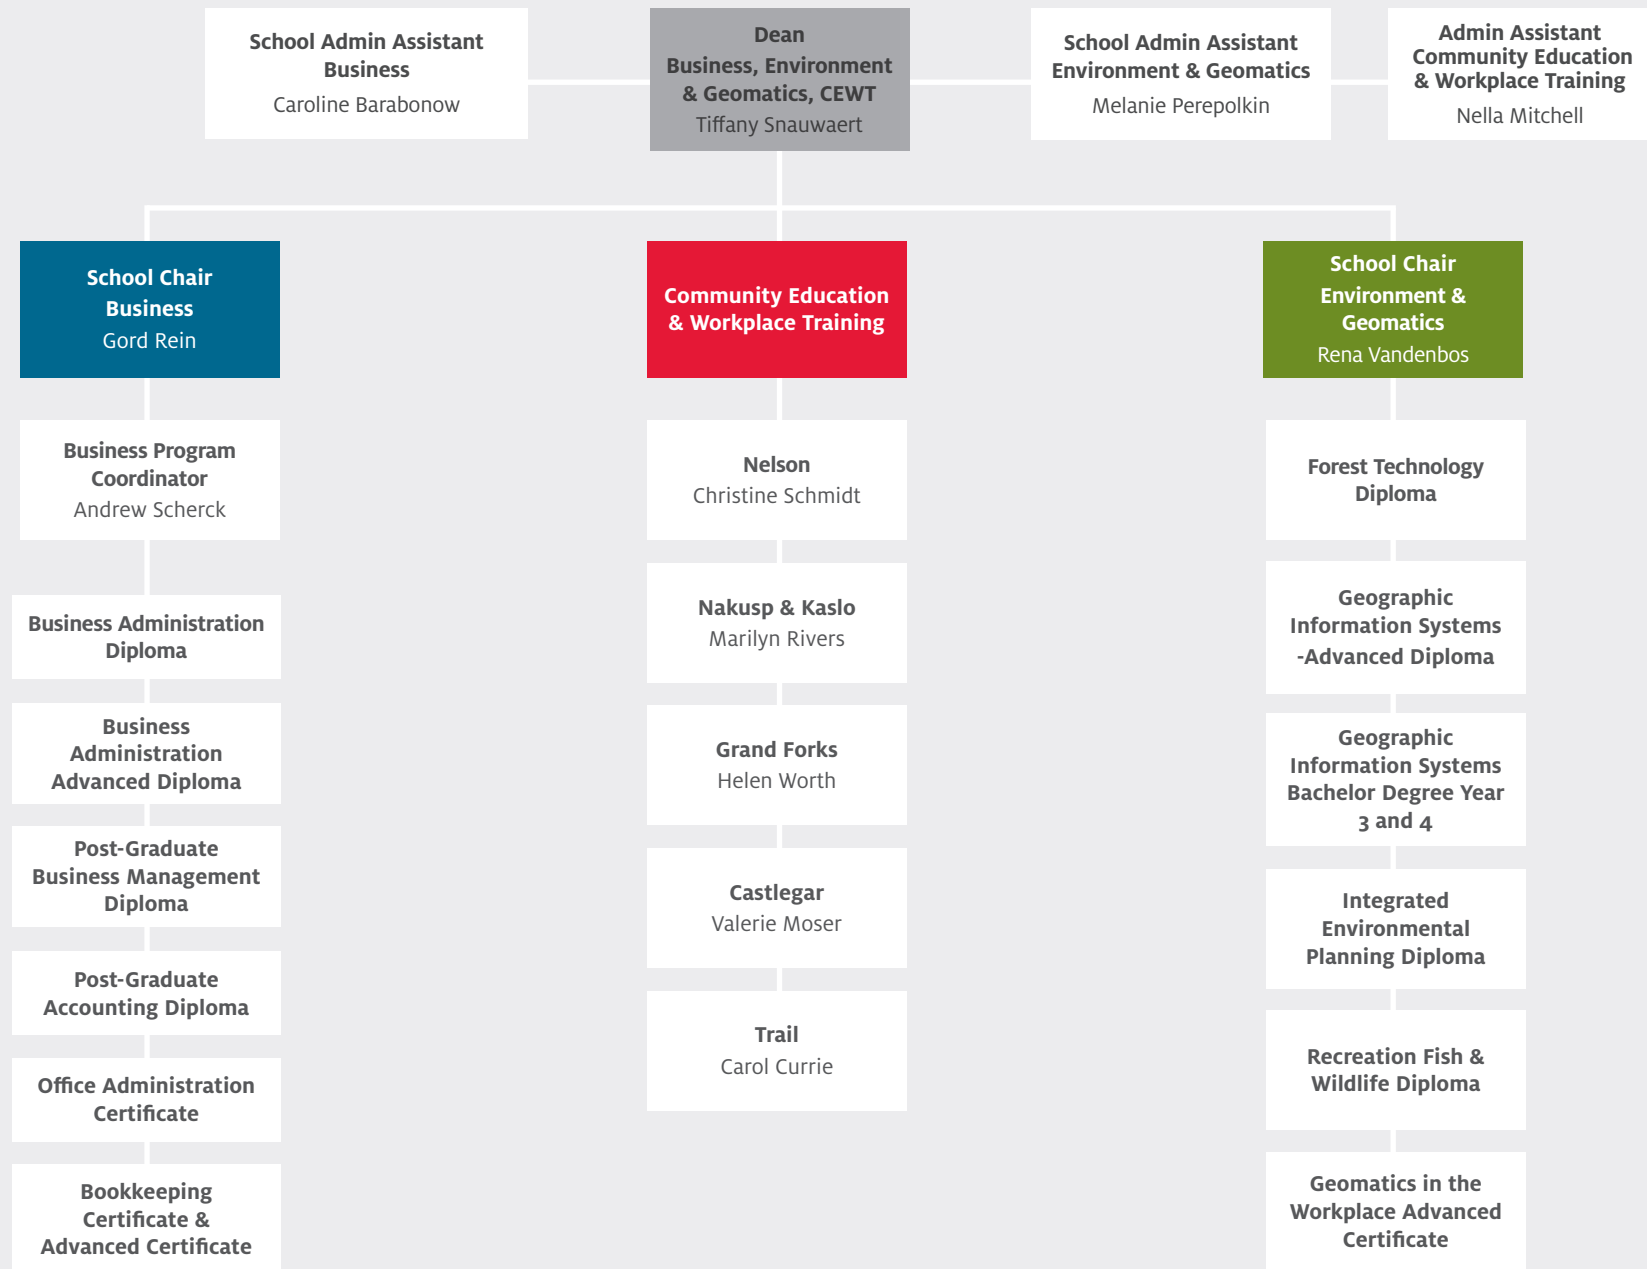 School Admin Assistant
Business
Caroline Barabonow
Dean
Business, Environment
& Geomatics, CEWT
Tiffany Snauwaert
School Admin Assistant
Environment & Geomatics
Melanie Perepolkin
Admin Assistant
Community Education
& Workplace Training
Nella Mitchell
School Chair
Business
Gord Rein
Community Education
& Workplace Training
School Chair
Environment &
Geomatics
Rena Vandenbos
Business Program
Coordinator
Andrew Scherck
Business Administration
Diploma
Business
Administration
Advanced Diploma
Post-Graduate
Business Management
Diploma
Post-Graduate
Accounting Diploma
Office Administration
Certificate
Bookkeeping
Certificate &
Advanced Certificate
Nelson
Christine Schmidt
Nakusp & Kaslo
Marilyn Rivers
Grand Forks
Helen Worth
Castlegar
Valerie Moser
Trail
Carol Currie
Forest Technology
Diploma
Geographic
Information Systems
-Advanced Diploma
Geographic
Information Systems
Bachelor Degree Year
3 and 4
Integrated
Environmental
Planning Diploma
Recreation Fish &
Wildlife Diploma
Geomatics in the
Workplace Advanced
Certificate